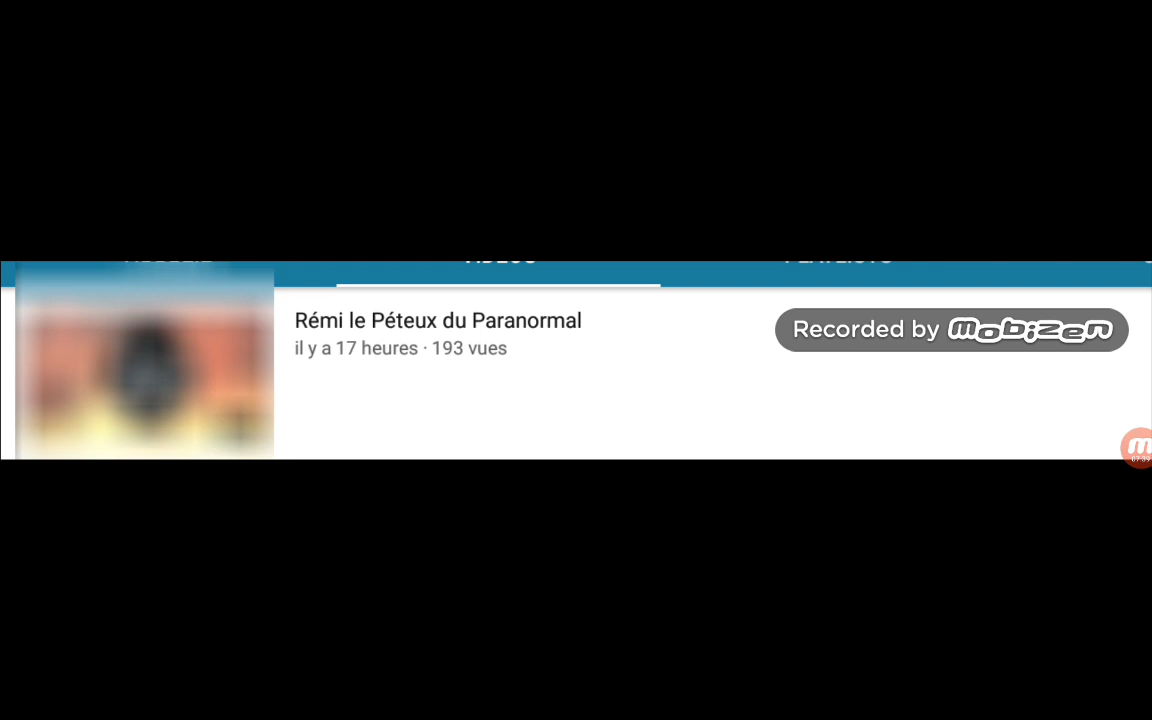 Rémi le Péteux du Paranormal
il y a 17 heures · 193 vues
Recorded by mobizen